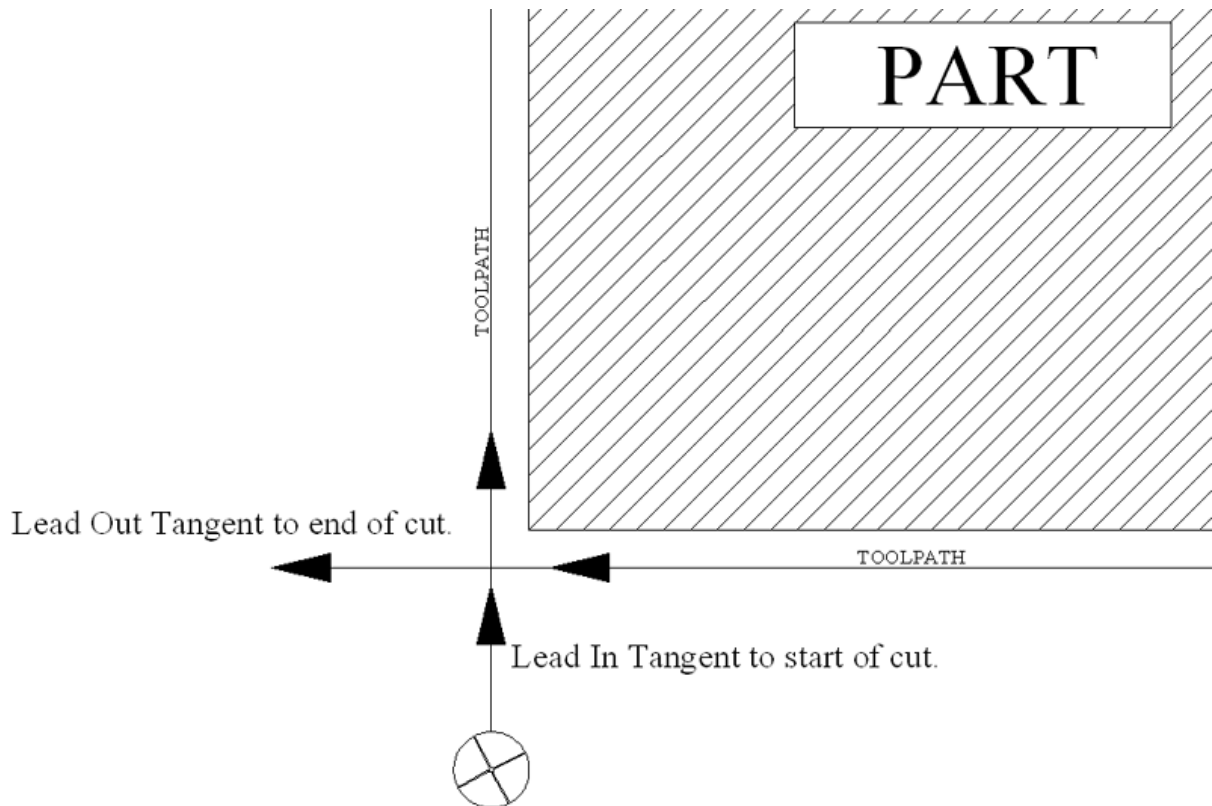 PART
TOOLPATH
Lead Out Tangent to end of cut.
TOOLPATH
Lead In Tangent to start of cut.